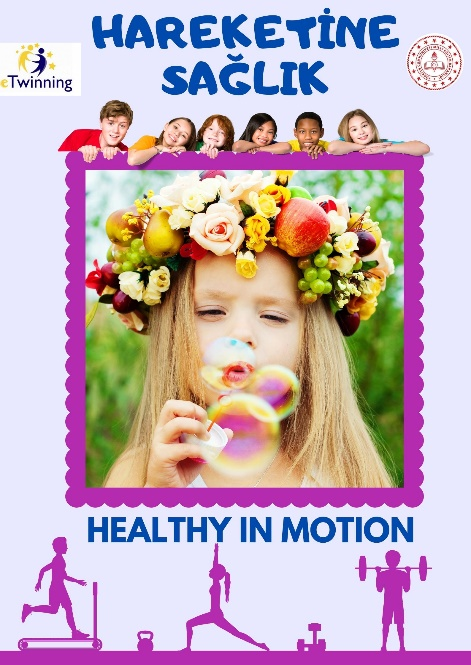 HAREKETİNE
SAĞLIK
eTwinning
HEALTHY IN MOTION